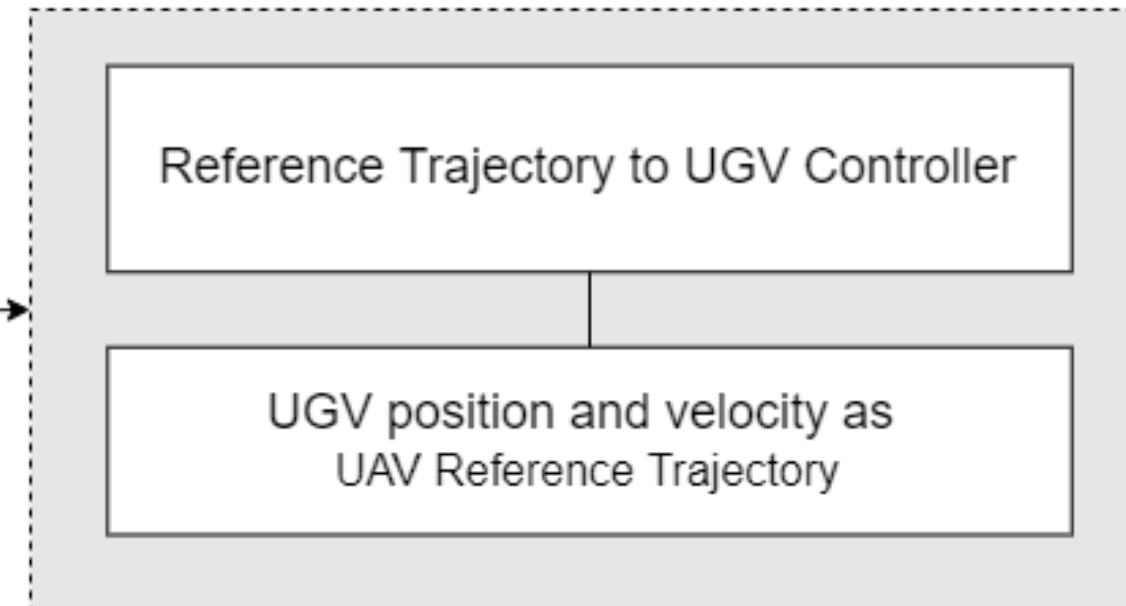 Reference Trajectory to UGV Controller
UGV position and velocity as
UAV Reference Trajectory